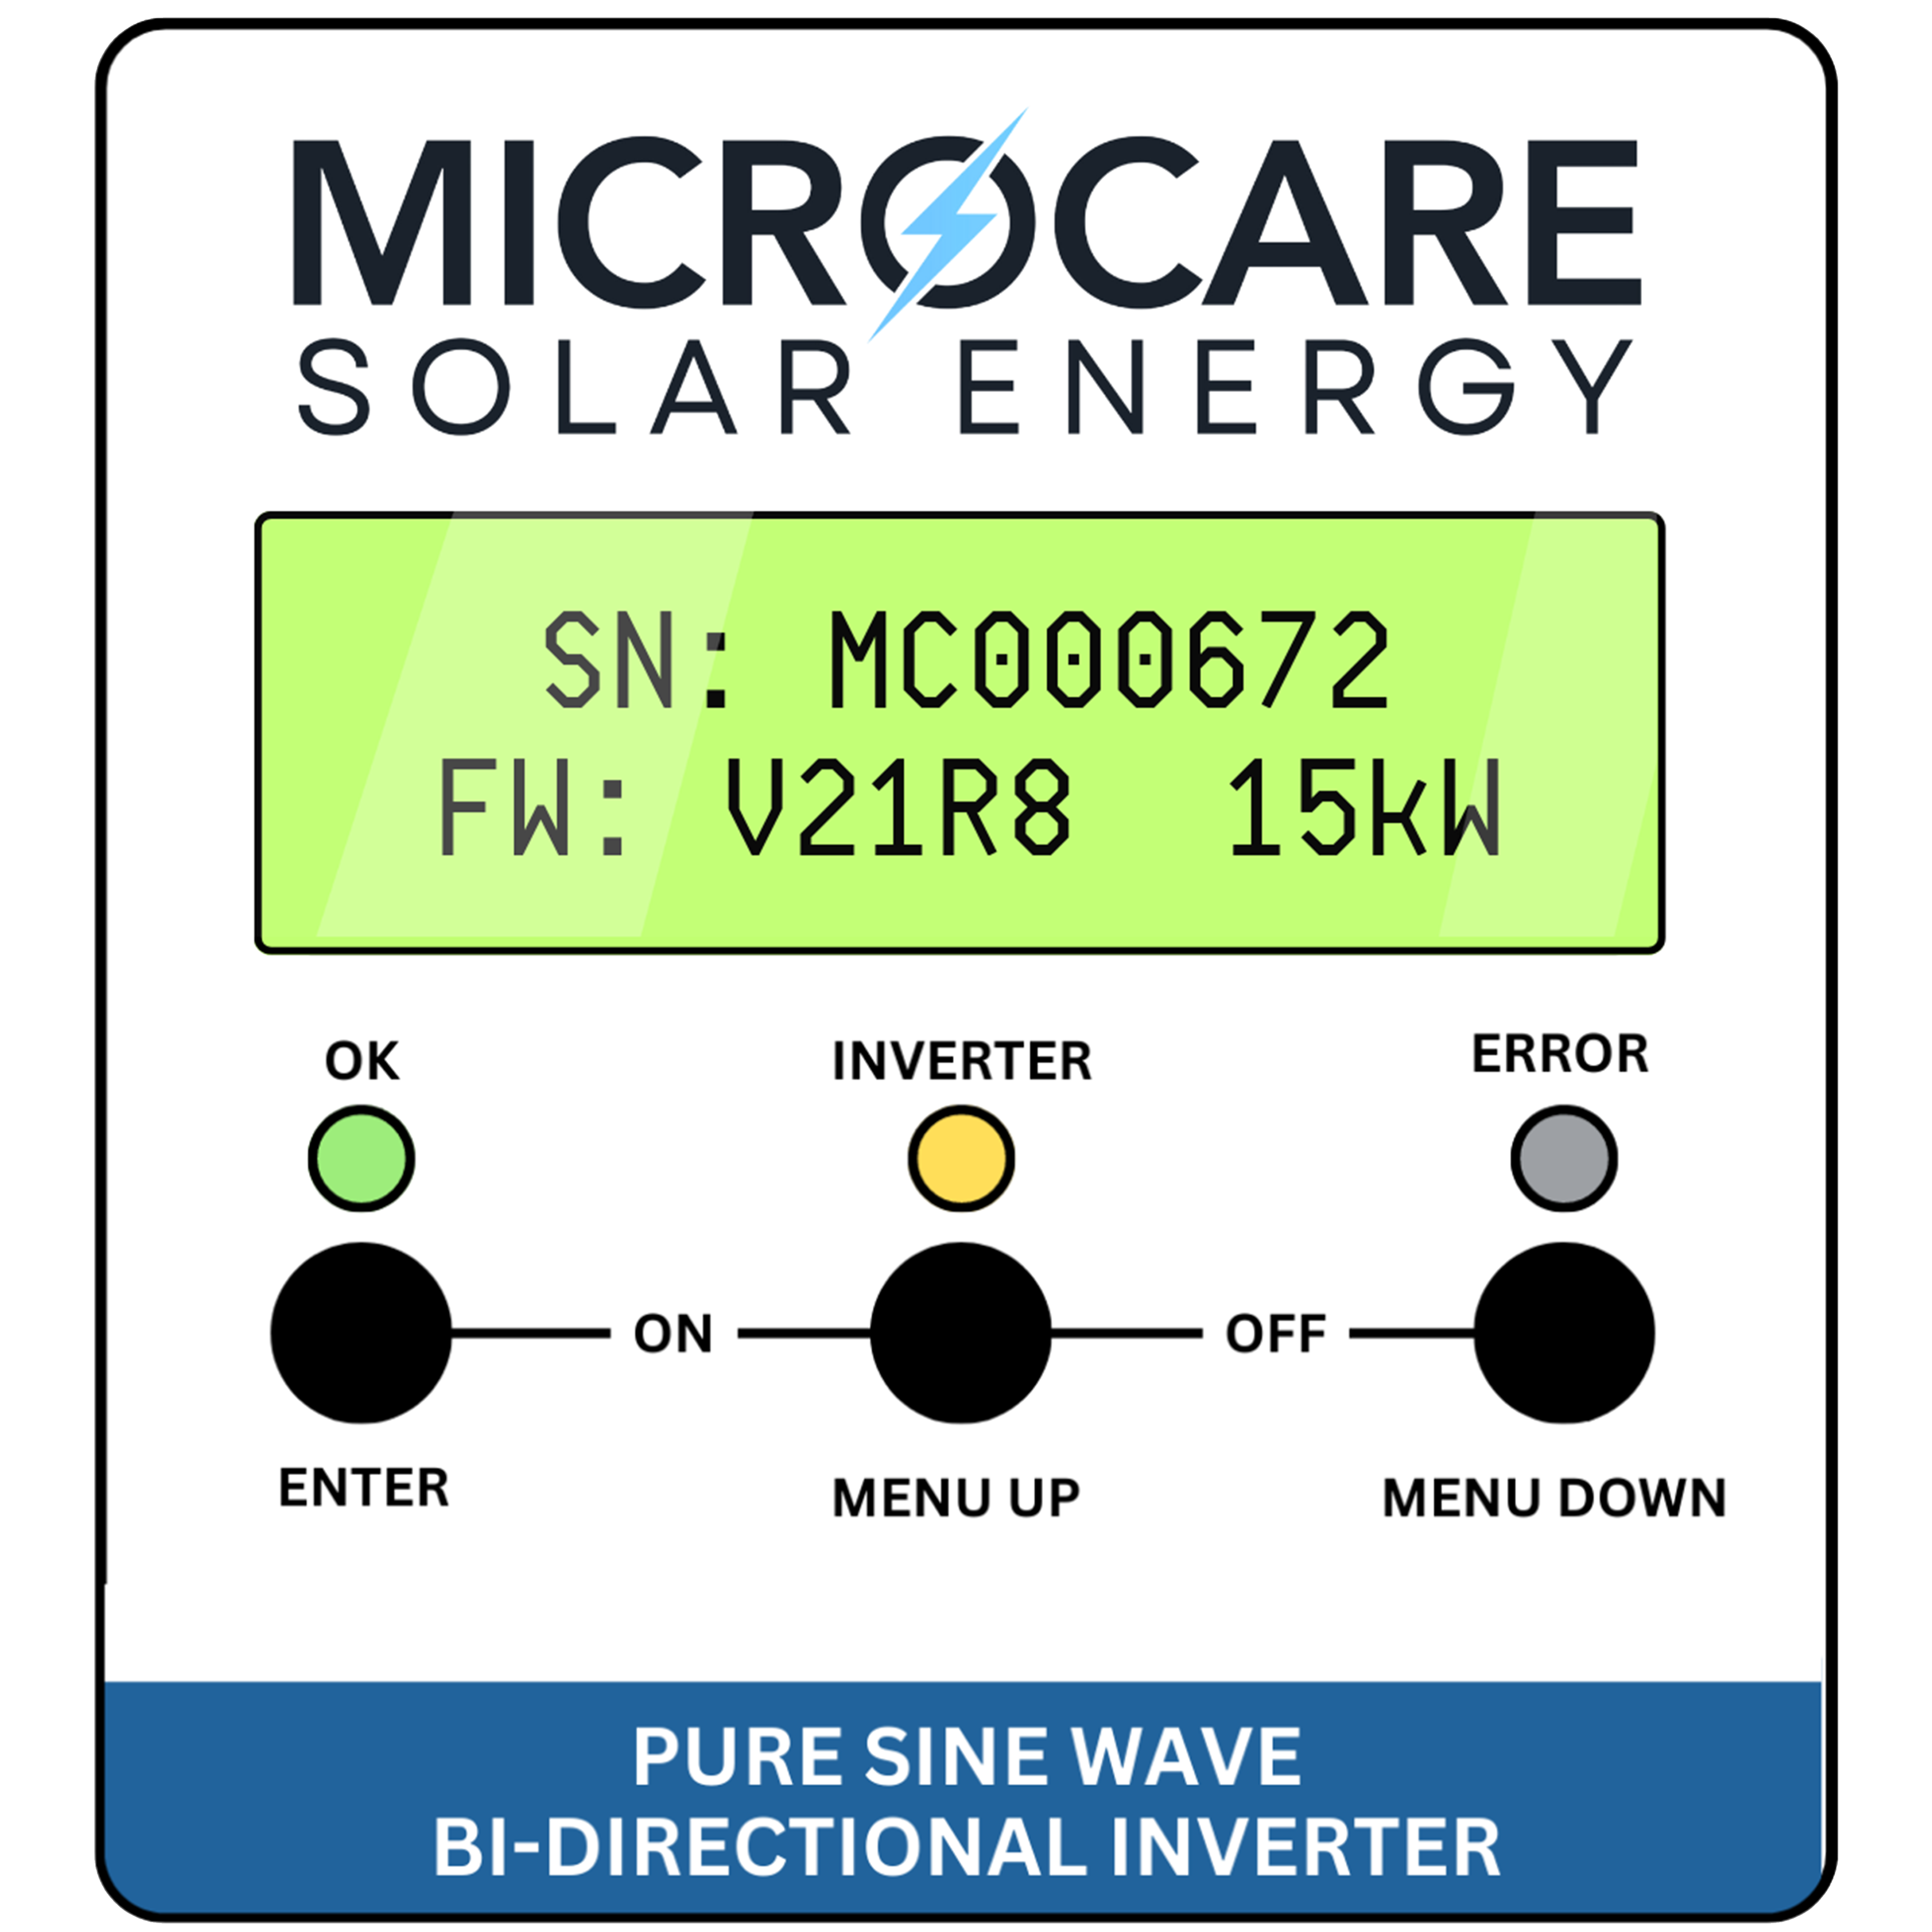 MICROCARE
SOLAR ENERGY
SN: MC000672
FW: V21R8 15kW
OK INVERTER ERROR
ON OFF
ENTER MENU UP MENU DOWN
PURE SINE WAVE
BI-DIRECTIONAL INVERTER